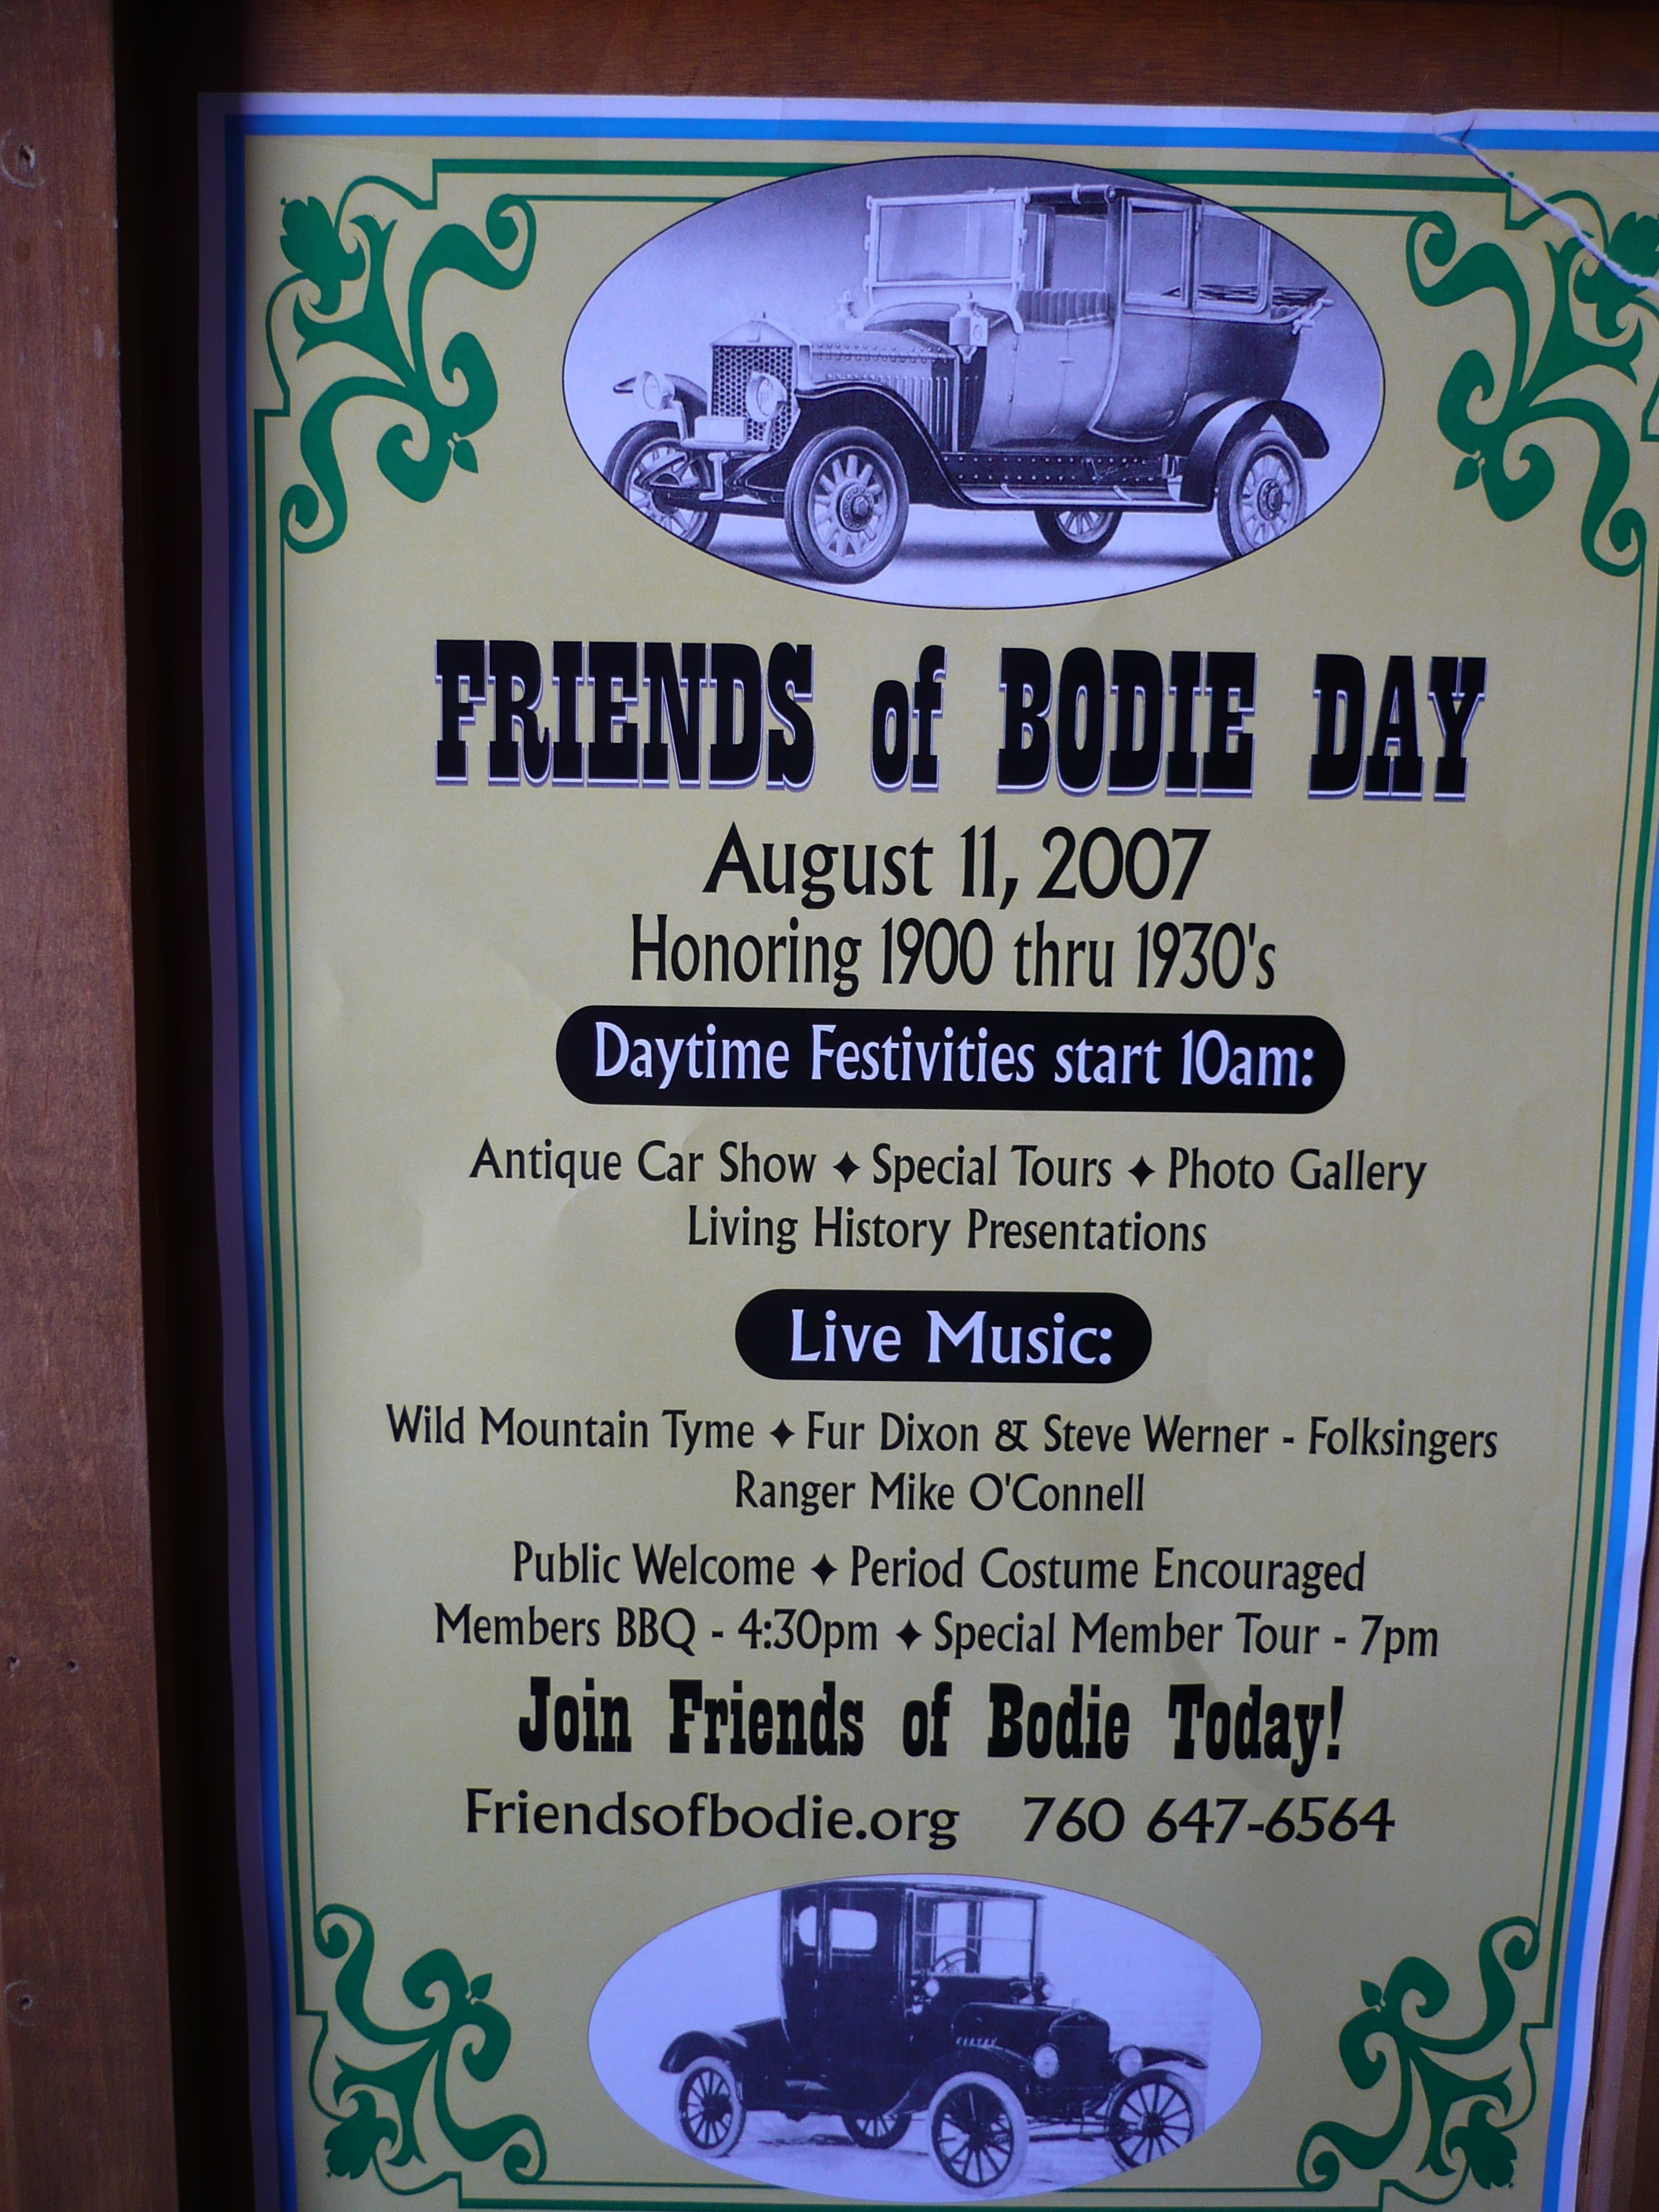 FRIENDS of BODIE DAY
August 11, 2007
Honoring 1900 thru 1930's
Daytime Festivities start 10am:
Antique Car Show ✦ Special Tours ✦ Photo Gallery
Living History Presentations
Live Music:
Wild Mountain Tyme ✦ Fur Dixon & Steve Werner - Folksingers
Ranger Mike O'Connell
Public Welcome ✦ Period Costume Encouraged
Members BBQ - 4:30pm ✦ Special Member Tour - 7pm
Join Friends of Bodie Today!
Friendsofbodie.org 760 647-6564